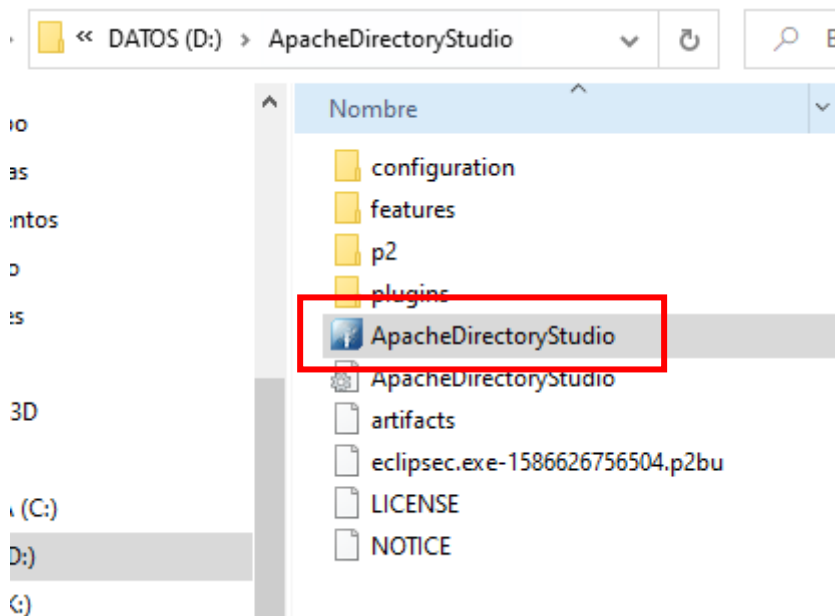 « DATOS (D:) > ApacheDirectoryStudio
Nombre
configuration
features
p2
plugins
ApacheDirectoryStudio
ApacheDirectoryStudio
artifacts
eclipsec.exe-1586626756504.p2bu
LICENSE
NOTICE
3D
(C:)
D:)